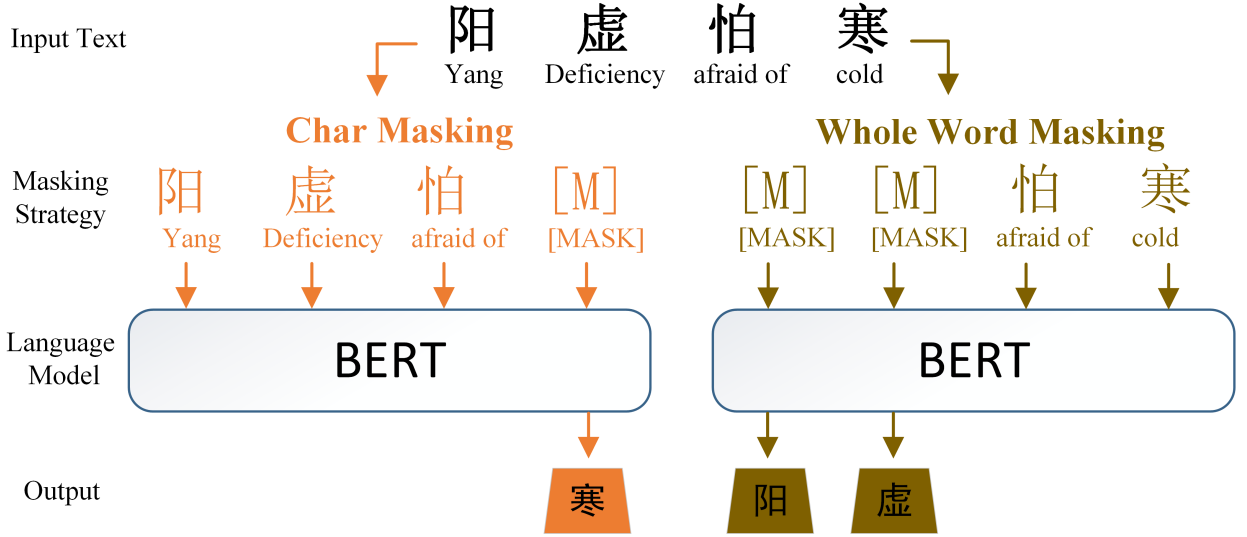 Input Text
阳 虚 怕 寒
Yang Deficiency afraid of cold
Char Masking
Whole Word Masking
Masking
Strategy
阳 虚 怕 [M]
Yang Deficiency afraid of [MASK]
[M] [M] 怕 寒
[MASK] [MASK] afraid of cold
Language
Model
BERT
BERT
Output
寒
阳 虚